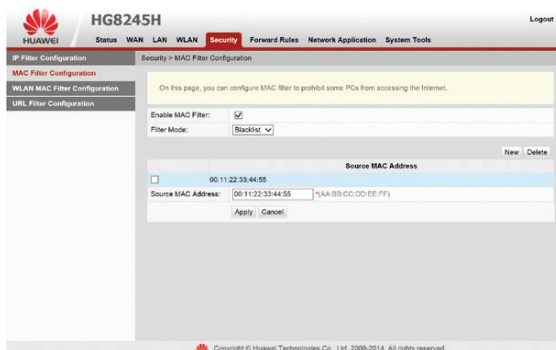 HG8245H
Logout
HUAWEI
Status WAN LAN WLAN Security Forward Rules Network Application System Tools
IP Filter Configuration
Security > MAC Filter Configuration
MAC Filter Configuration
WLAN MAC Filter Configuration
URL Filter Configuration
On this page, you can configure MAC filter to prohibit some PCs from accessing the Internet.
Enable MAC Filter:
Filter Mode: Blacklist
New Delete
Source MAC Address
00:11:22:33:44:55
Source MAC Address: 00:11:22:33:44:55 *(AA:BB:CC:DD:EE:FF)
Apply Cancel
Copyright © Huawei Technologies Co., Ltd. 2009-2014. All rights reserved.